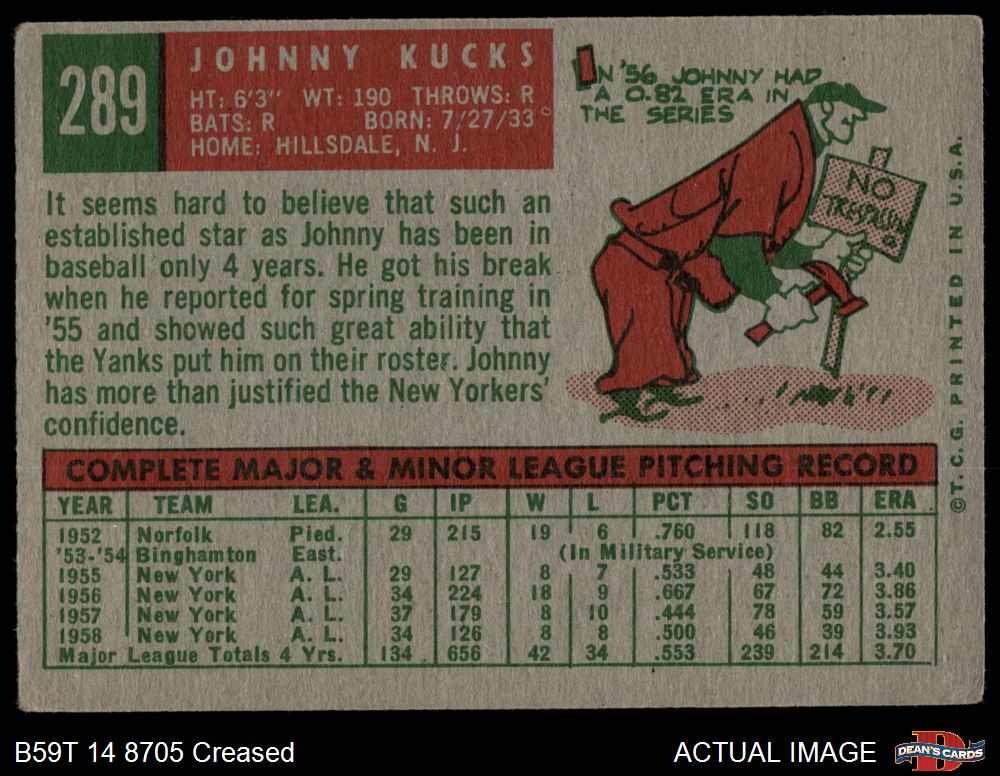 289
JOHNNY KUCKS
HT: 6'3" WT: 190 THROWS: R
BATS: R BORN: 7/27/33
HOME: HILLSDALE, N. J.
IN '56 JOHNNY HAD
A 0.82 ERA IN
THE SERIES
NO
TRESPASSING
It seems hard to believe that such an
established star as Johnny has been in
baseball only 4 years. He got his break
when he reported for spring training in
'55 and showed such great ability that
the Yanks put him on their roster. Johnny
has more than justified the New Yorkers'
confidence.
COMPLETE MAJOR & MINOR LEAGUE PITCHING RECORD
YEAR TEAM LEA. G IP W L PCT SO BB ERA
1952 Norfolk Pied. 29 215 19 6 .760 118 82 2.55
'53-'54 Binghamton East. (In Military Service)
1955 New York A. L. 29 127 8 7 .533 48 44 3.40
1956 New York A. L. 34 224 18 9 .667 67 72 3.86
1957 New York A. L. 37 179 8 10 .444 78 59 3.57
1958 New York A. L. 34 126 8 8 .500 46 39 3.93
Major League Totals 4 Yrs. 134 656 42 34 .553 239 214 3.70
©T. C. G. PRINTED IN U.S.A.
B59T 14 8705 Creased
ACTUAL IMAGE
D
DEAN'S CARDS